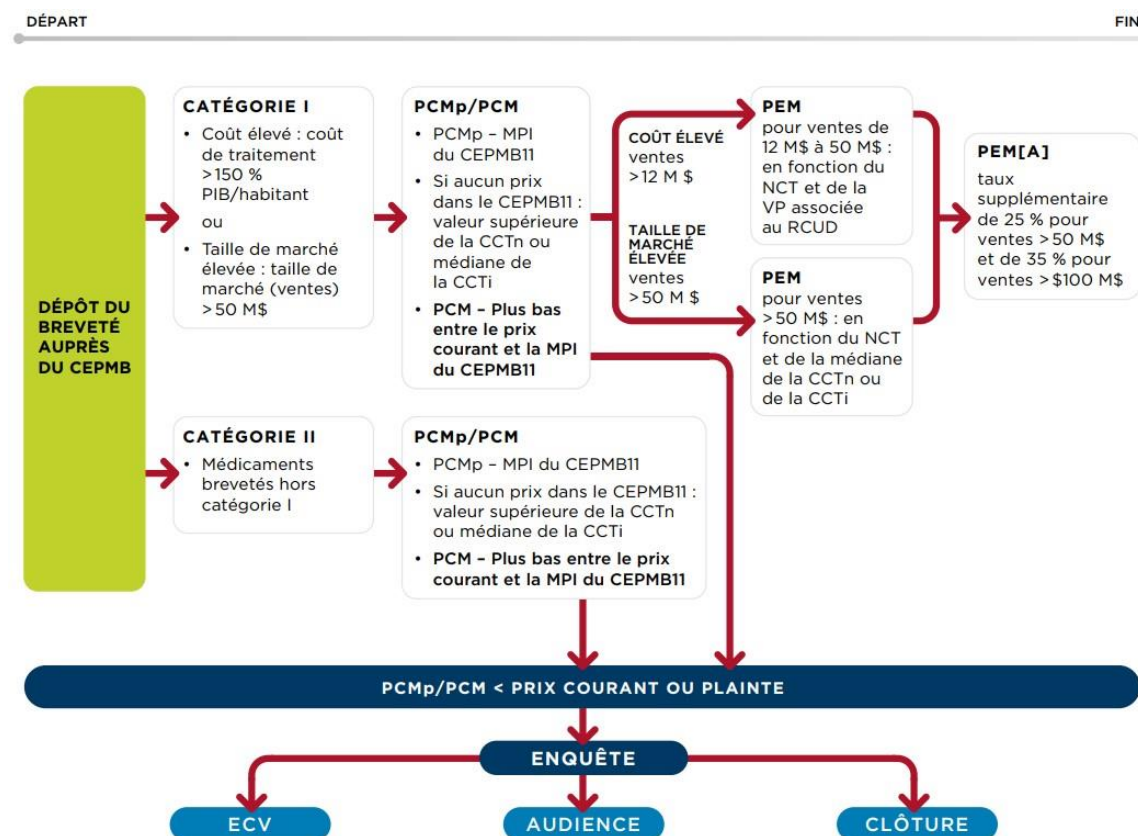 DÉPART
FIN
DÉPÔT DU
BREVETÉ
AUPRÈS
DU CEPMB
CATÉGORIE I
• Coût élevé : coût
de traitement
>150 %
PIB/habitant
ou
• Taille de marché
élevée : taille de
marché (ventes)
>50 M$
PCMp/PCM
• PCMp – MPI
du CEPMB11
• Si aucun prix
dans le CEPMB11 :
valeur supérieure
de la CCTn ou
médiane de
la CCTi
• PCM – Plus bas
entre le prix
courant et la MPI
du CEPMB11
COÛT ÉLEVÉ
ventes
>12 M $
TAILLE DE
MARCHÉ
ÉLEVÉE
ventes
>50 M $
PEM
pour ventes de
12 M$ à 50 M$ :
en fonction du
NCT et de la
VP associée
au RCUD
PEM
pour ventes
>50 M$ : en
fonction du NCT
et de la médiane
de la CCTn ou
de la CCTi
PEM[A]
taux
supplémentaire
de 25 % pour
ventes >50 M$
et de 35 % pour
ventes >$100 M$
CATÉGORIE II
• Médicaments
brevetés hors
catégorie I
PCMp/PCM
• PCMp – MPI du CEPMB11
• Si aucun prix dans le CEPMB11 :
valeur supérieure de la CCTn
ou médiane de la CCTi
• PCM – Plus bas entre le prix
courant et la MPI du CEPMB11
PCMp/PCM < PRIX COURANT OU PLAINTE
ENQUÊTE
ECV
AUDIENCE
CLÔTURE